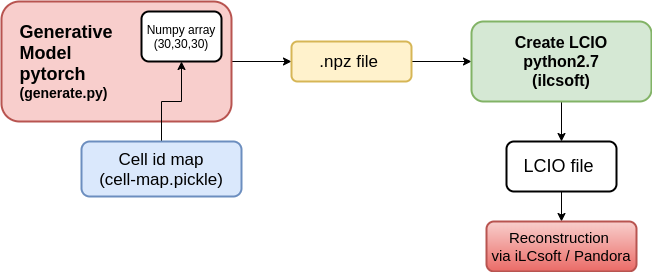 Generative
Model
pytorch
(generate.py)
Numpy array
(30,30,30)
.npz file
Create LCIO
python2.7
(ilcsoft)
Cell id map
(cell-map.pickle)
LCIO file
Reconstruction
via iLCsoft / Pandora